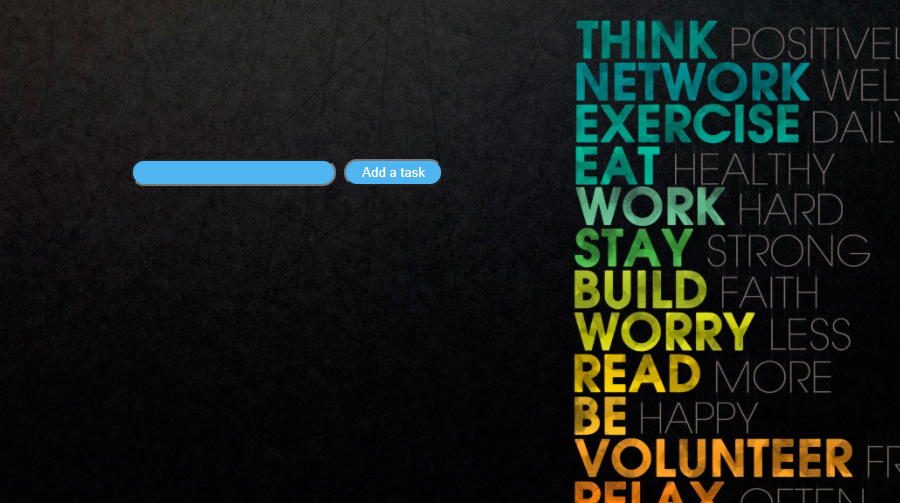 THINK POSITIVEL
NETWORK WEL
EXERCISE DAILY
EAT HEALTHY
Add a task
WORK HARD
STAY STRONG
BUILD FAITH
WORRY LESS
READ MORE
BE HAPPY
VOLUNTEER FR
RELAX OFTEN